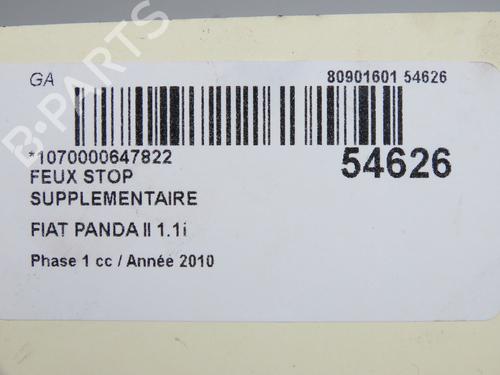 GA
80901601 54626
*1070000647822
54626
FEUX STOP
SUPPLEMENTAIRE
FIAT PANDA II 1.1i
Phase 1 cc / Année 2010
B-PARTS